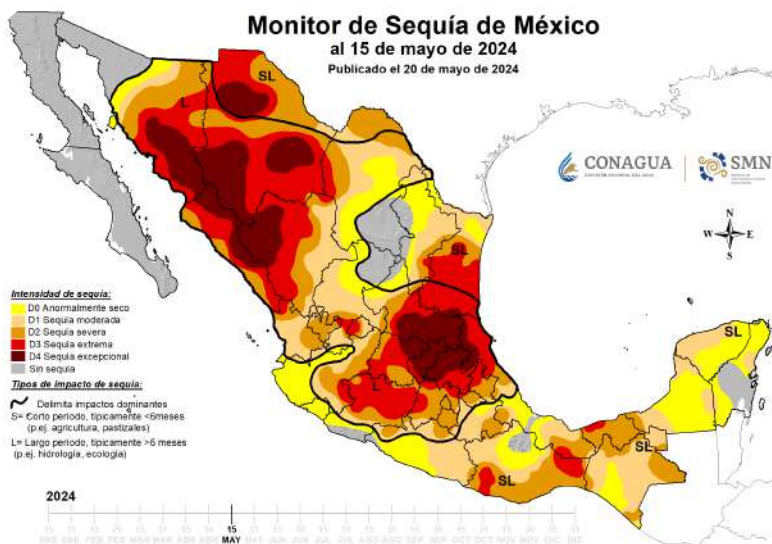 Monitor de Sequía de México
al 15 de mayo de 2024
Publicado el 20 de mayo de 2024
SL
L
CONAGUA
SMN
N
W E
S
SL
Intensidad de sequía:
D0 Anormalmente seco
D1 Sequía moderada
D2 Sequía severa
D3 Sequía extrema
D4 Sequía excepcional
Sin sequía
Tipos de impacto de sequía:
Delimita impactos dominantes
S= Corto periodo, típicamente <6meses
(p.ej. agricultura, pastizales)
L= Largo periodo, típicamente >6 meses
(p.ej. hidrología, ecología)
SL
SL
SL
2024
15
MAY